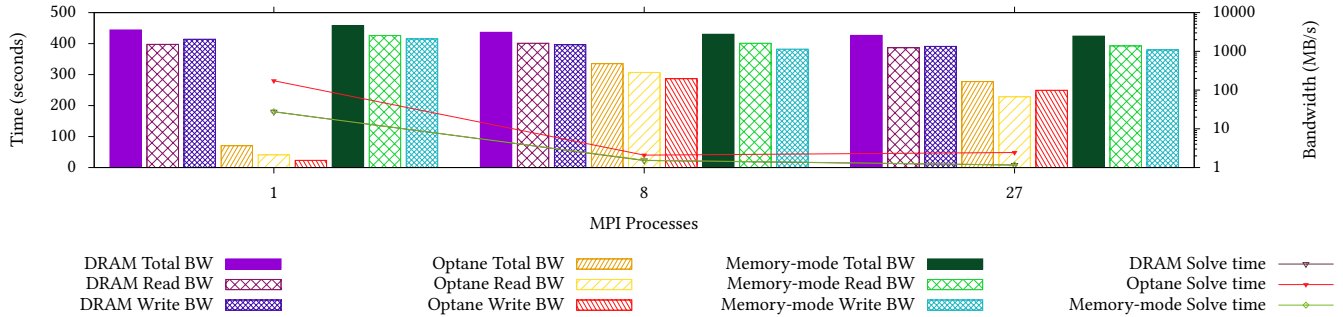 500
400
300
200
100
0
Time (seconds)
10000
1000
100
10
1
Bandwidth (MB/s)
1 8 27
MPI Processes
DRAM Total BW
DRAM Read BW
DRAM Write BW
Optane Total BW
Optane Read BW
Optane Write BW
Memory-mode Total BW
Memory-mode Read BW
Memory-mode Write BW
DRAM Solve time
Optane Solve time
Memory-mode Solve time